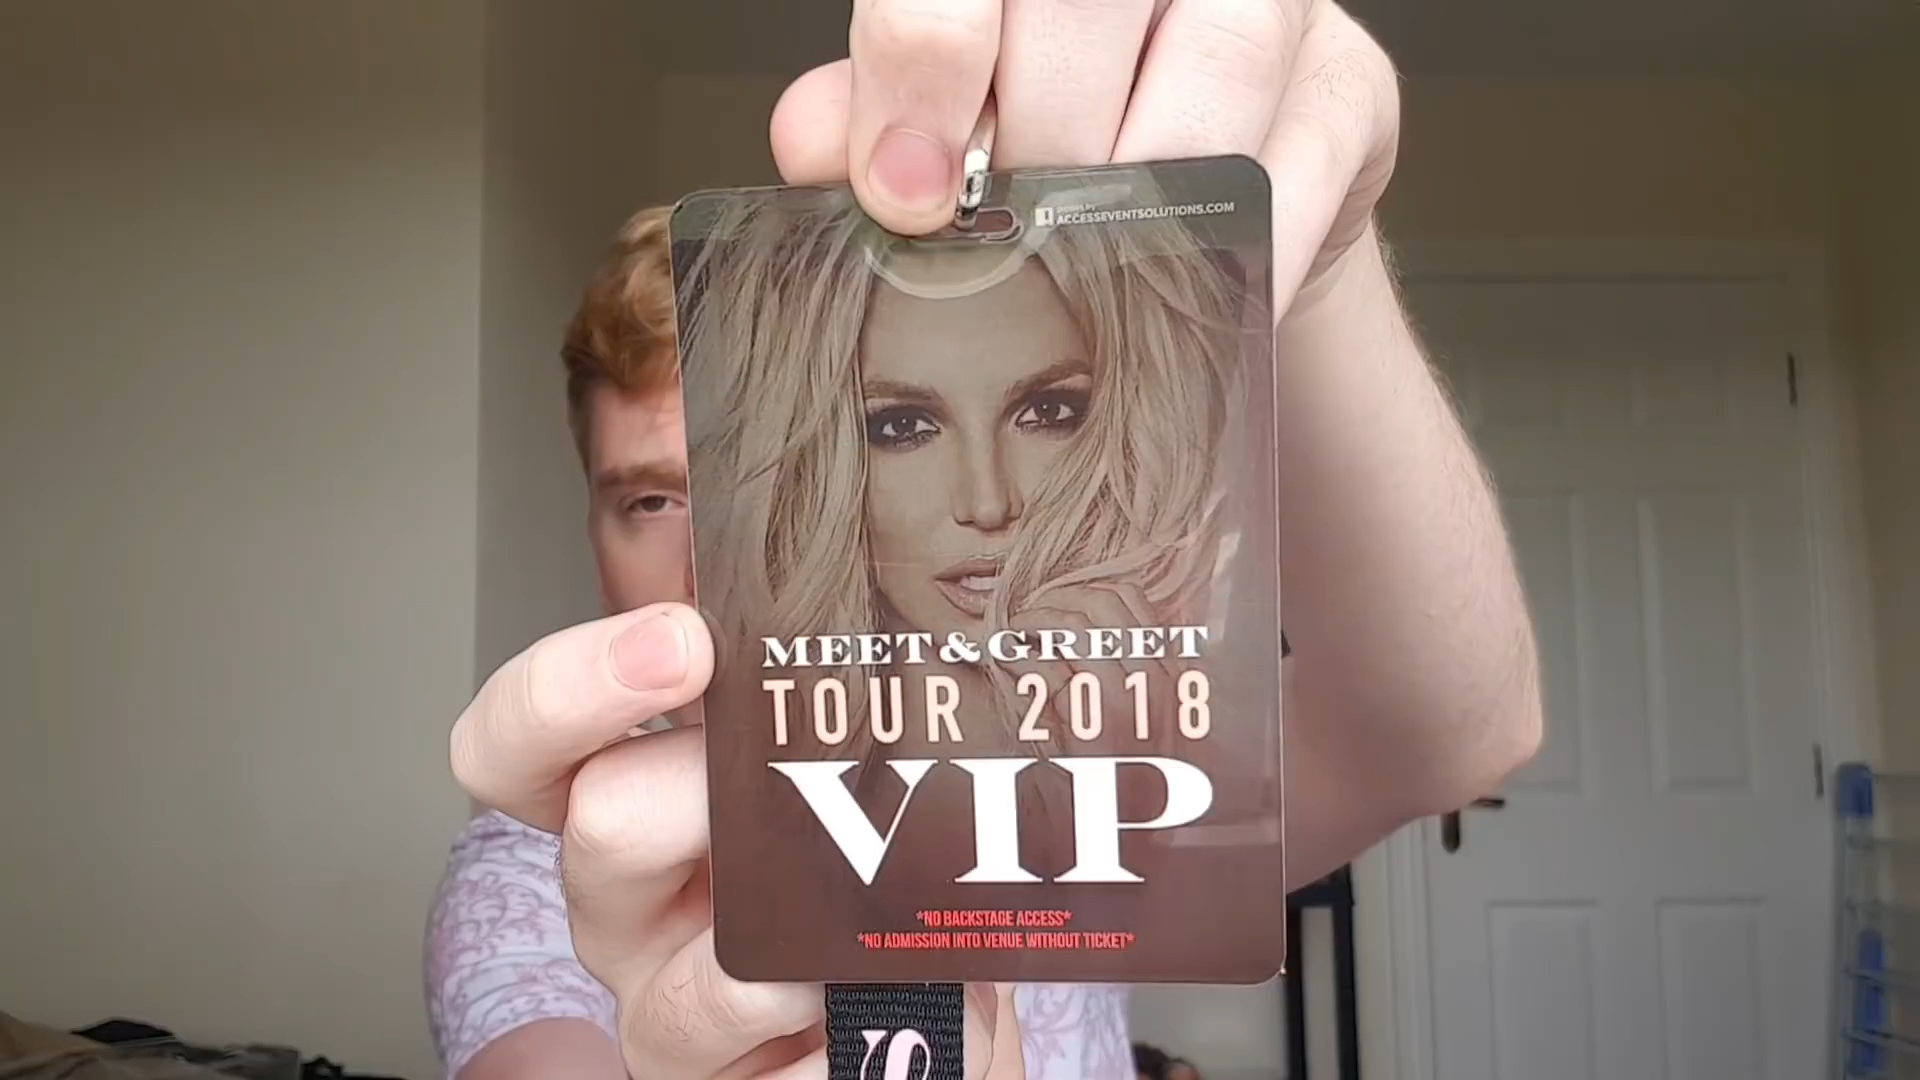 ACCESSEVENTSOLUTIONS.COM
MEET&GREET
TOUR 2018
VIP
*NO BACKSTAGE ACCESS*
*NO ADMISSION INTO VENUE WITHOUT TICKET*